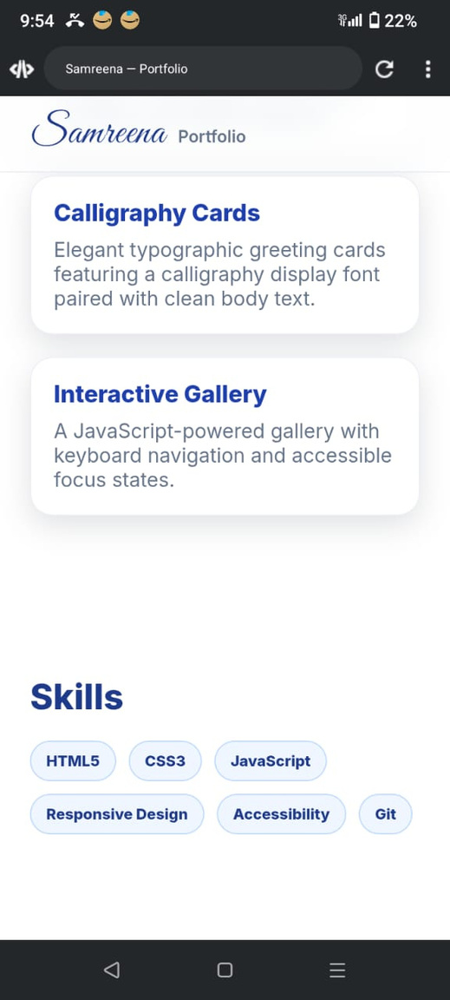 9:54
3G
22%
Samreena — Portfolio
Samreena Portfolio
Calligraphy Cards
Elegant typographic greeting cards
featuring a calligraphy display font
paired with clean body text.
Interactive Gallery
A JavaScript-powered gallery with
keyboard navigation and accessible
focus states.
Skills
HTML5 CSS3 JavaScript
Responsive Design Accessibility Git